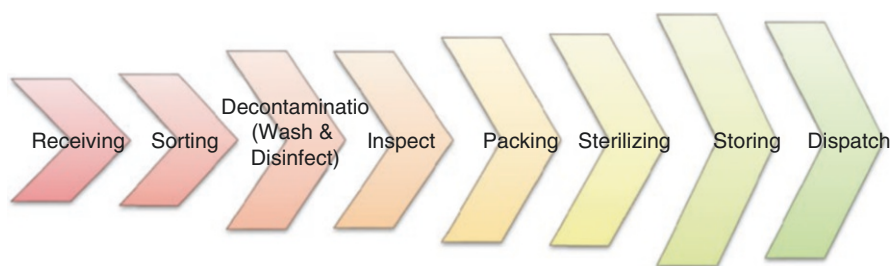 Receiving
Sorting
Decontaminatio
(Wash &
Disinfect)
Inspect
Packing
Sterilizing
Storing
Dispatch